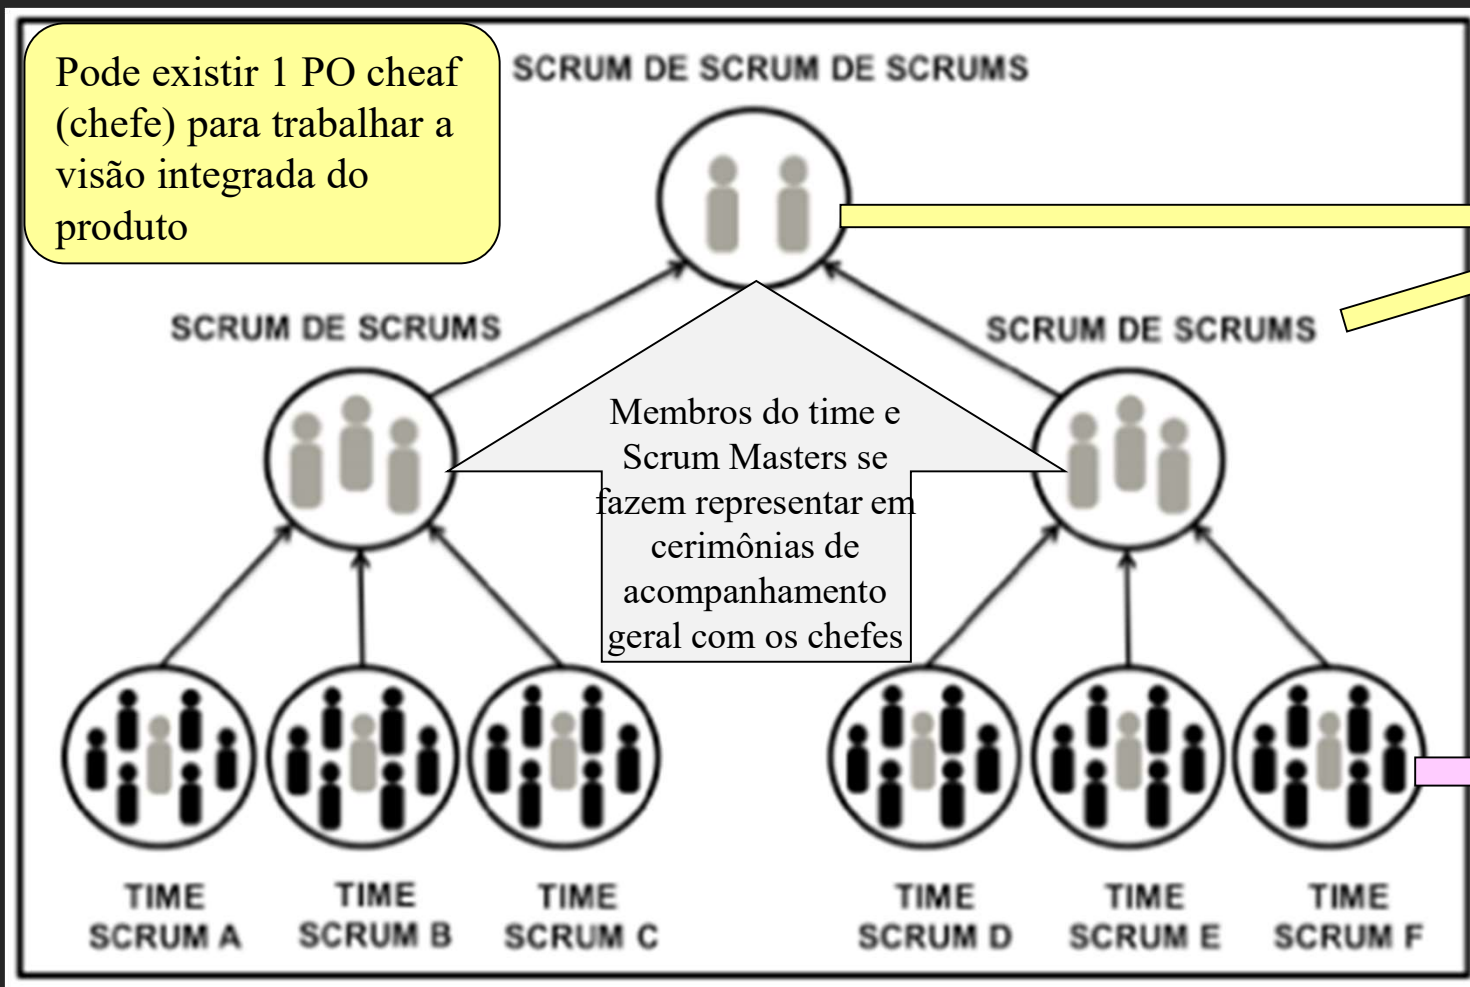 Pode existir 1 PO cheaf
(chefe) para trabalhar a
visão integrada do
produto
SCRUM DE SCRUM DE SCRUMS
SCRUM DE SCRUMS
SCRUM DE SCRUMS
Membros do time e
Scrum Masters se
fazem representar em
cerimônias de
acompanhamento
geral com os chefes
TIME
SCRUM A
TIME
SCRUM B
TIME
SCRUM C
TIME
SCRUM D
TIME
SCRUM E
TIME
SCRUM F